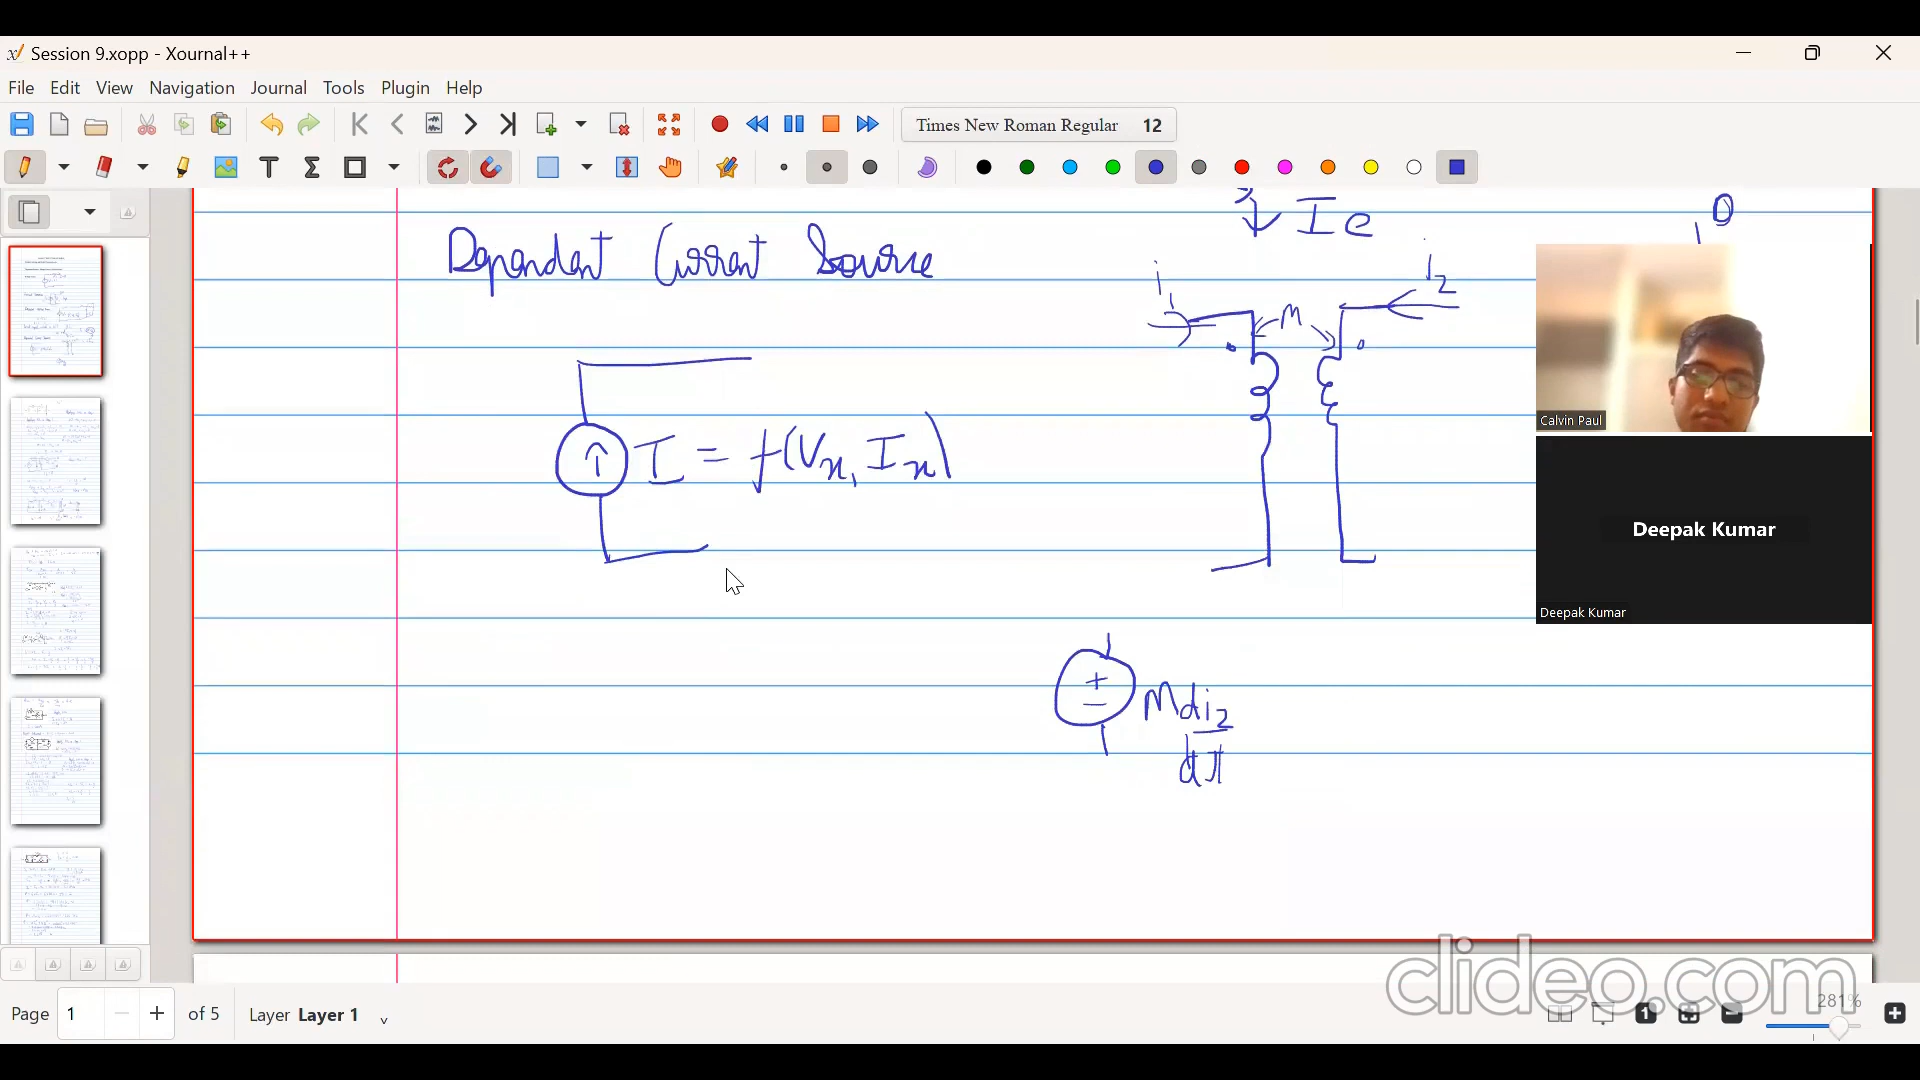 Session 9.xopp - Xournal++
File Edit View Navigation Journal Tools Plugin Help
Times New Roman Regular 12
Ie
Dependent Current Source
i1
M
i2
I = f(Vx, Ix)
+
−
M di2
dt
Calvin Paul
Deepak Kumar
Deepak Kumar
clideo.com
Page 1 of 5 Layer Layer 1
281%